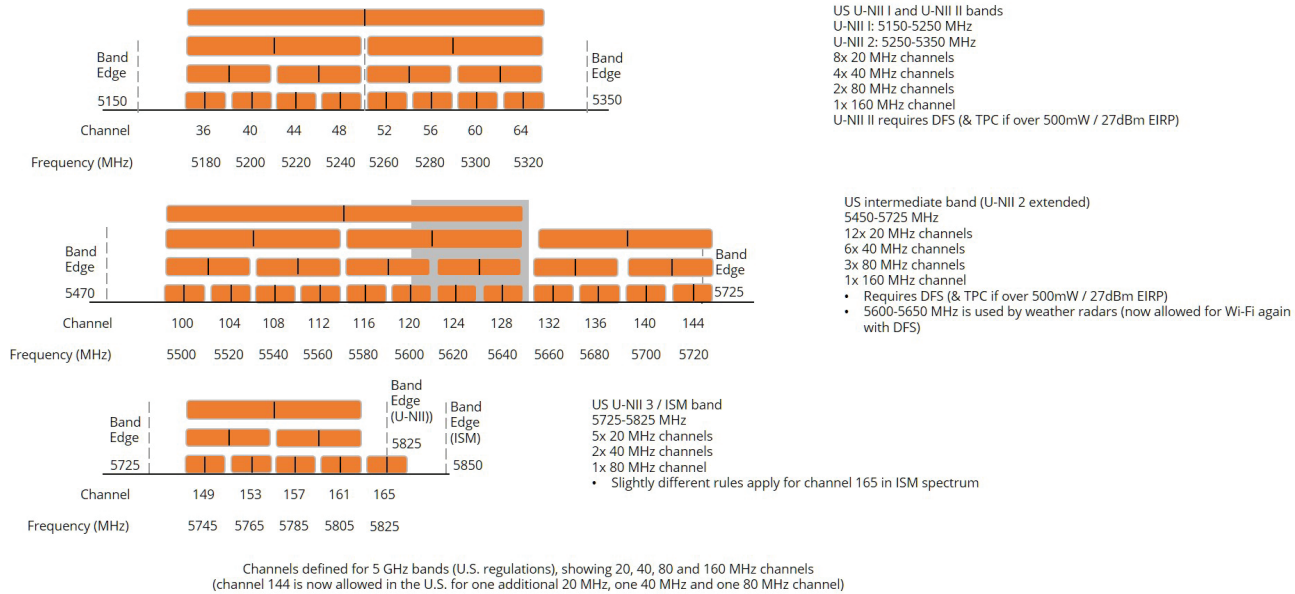 US U-NII I and U-NII II bands
U-NII I: 5150-5250 MHz
U-NII 2: 5250-5350 MHz
8x 20 MHz channels
4x 40 MHz channels
2x 80 MHz channels
1x 160 MHz channel
U-NII II requires DFS (& TPC if over 500mW / 27dBm EIRP)
Band
Edge
5150
Band
Edge
5350
Channel 36 40 44 48 52 56 60 64
Frequency (MHz) 5180 5200 5220 5240 5260 5280 5300 5320
US intermediate band (U-NII 2 extended)
5450-5725 MHz
12x 20 MHz channels
6x 40 MHz channels
3x 80 MHz channels
1x 160 MHz channel
• Requires DFS (& TPC if over 500mW / 27dBm EIRP)
• 5600-5650 MHz is used by weather radars (now allowed for Wi-Fi again
with DFS)
Band
Edge
5470
Band
Edge
5725
Channel 100 104 108 112 116 120 124 128 132 136 140 144
Frequency (MHz) 5500 5520 5540 5560 5580 5600 5620 5640 5660 5680 5700 5720
Band
Edge
5725
Band
Edge
(U-NII))
5825
Band
Edge
(ISM)
5850
US U-NII 3 / ISM band
5725-5825 MHz
5x 20 MHz channels
2x 40 MHz channels
1x 80 MHz channel
• Slightly different rules apply for channel 165 in ISM spectrum
Channel 149 153 157 161 165
Frequency (MHz) 5745 5765 5785 5805 5825
Channels defined for 5 GHz bands (U.S. regulations), showing 20, 40, 80 and 160 MHz channels
(channel 144 is now allowed in the U.S. for one additional 20 MHz, one 40 MHz and one 80 MHz channel)